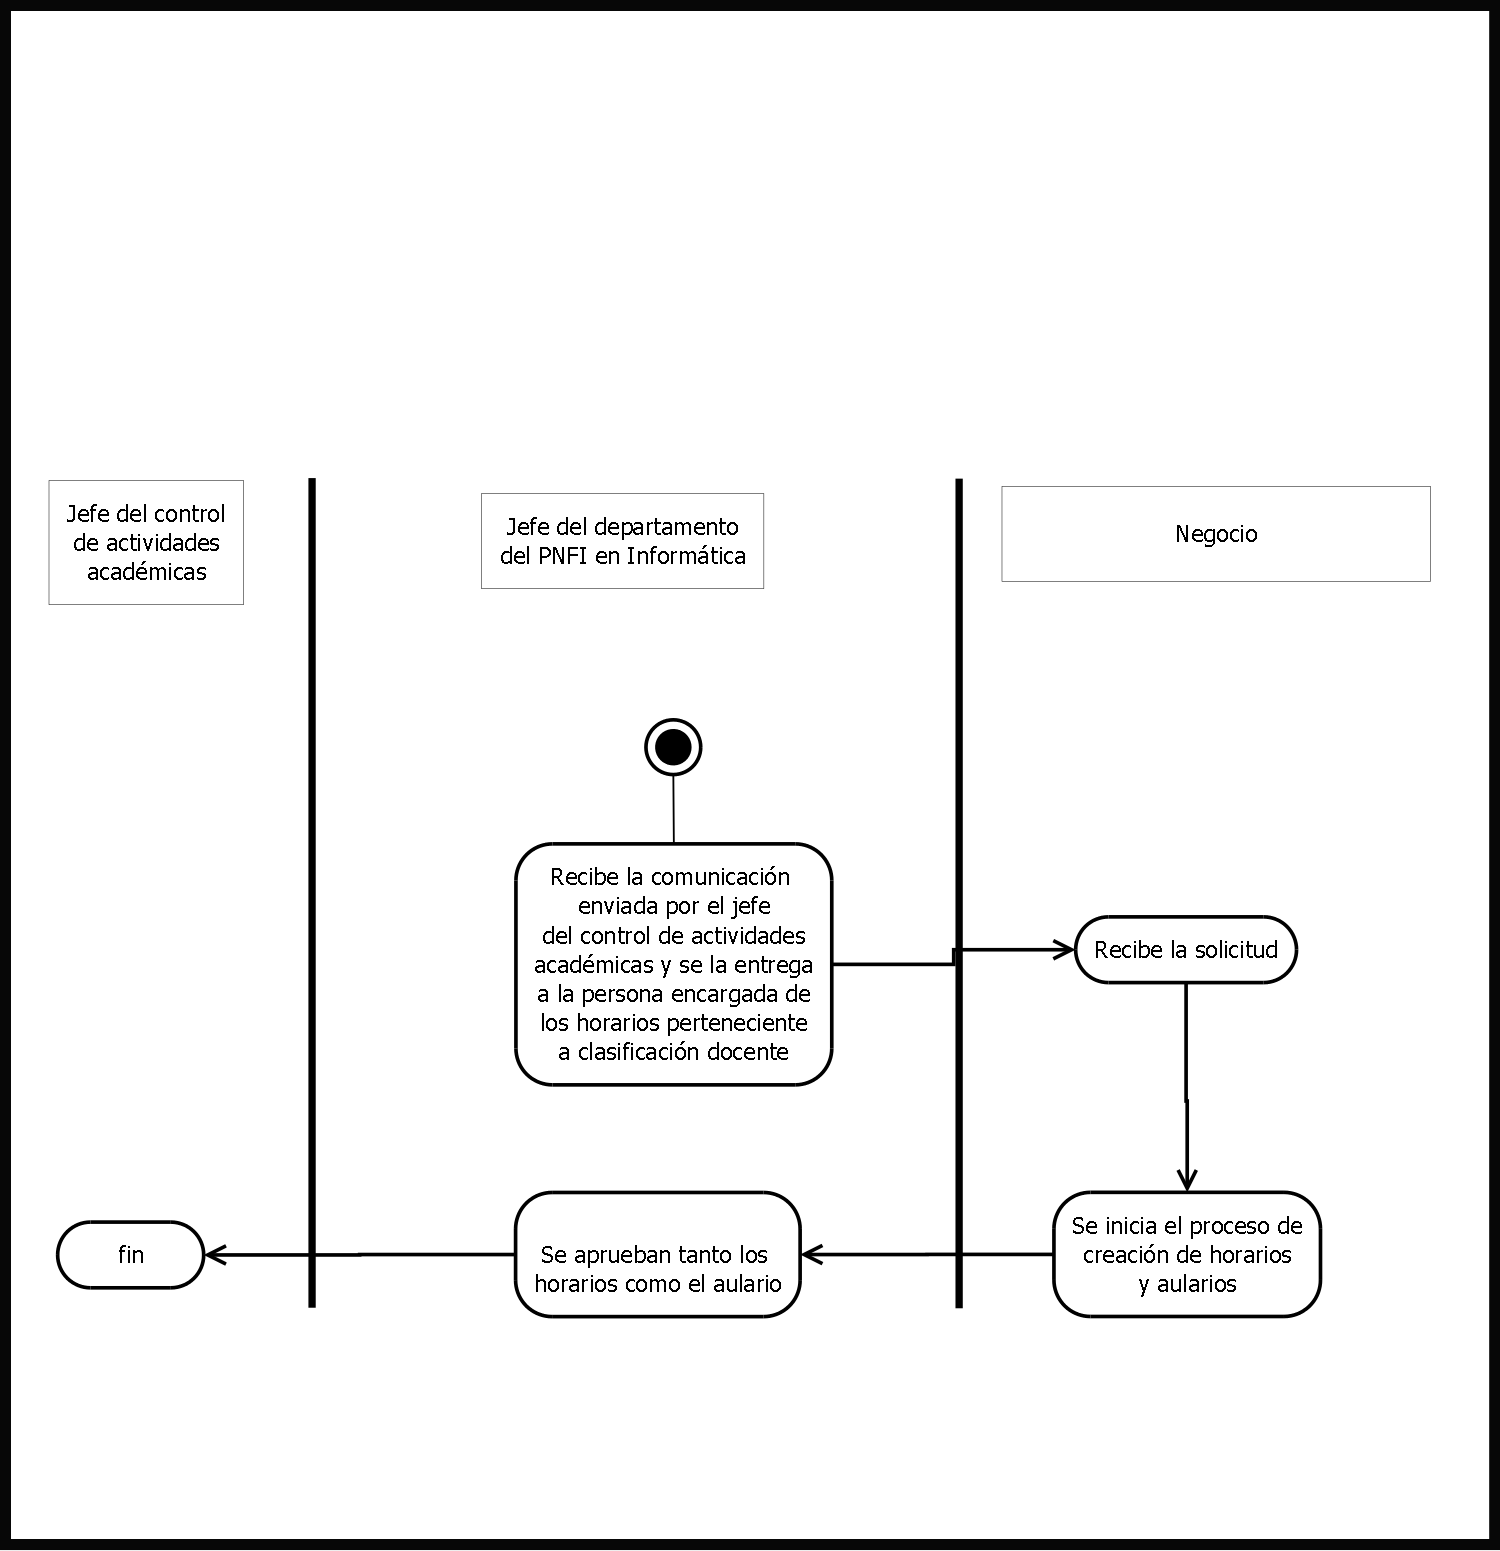 Jefe del control
de actividades
académicas
Jefe del departamento
del PNFI en Informática
Negocio
Recibe la comunicación
enviada por el jefe
del control de actividades
académicas y se la entrega
a la persona encargada de
los horarios perteneciente
a clasificación docente
Recibe la solicitud
fin
Se aprueban tanto los
horarios como el aulario
Se inicia el proceso de
creación de horarios
y aularios